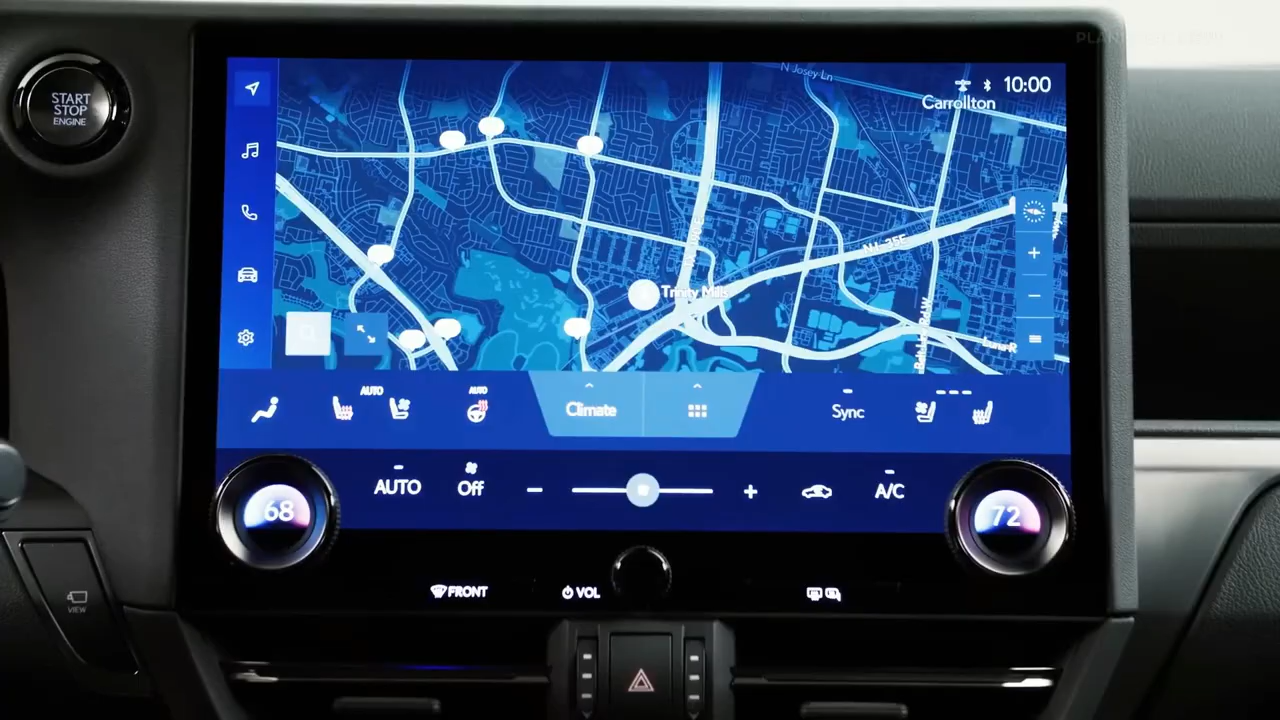 START
STOP
ENGINE
N Josey Ln
10:00
Carrollton
Trinity Mills
AUTO
AUTO
Climate
Sync
68
AUTO
Off
A/C
72
FRONT
VOL
VIEW